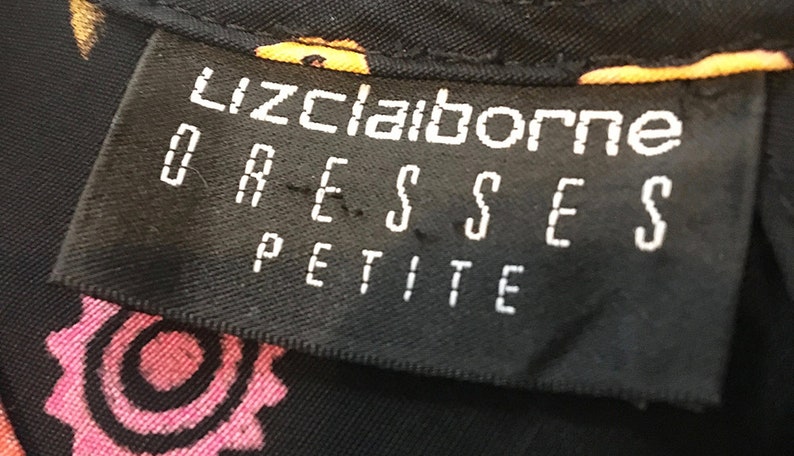 Lizclaiborne
DRESSES
PETITE